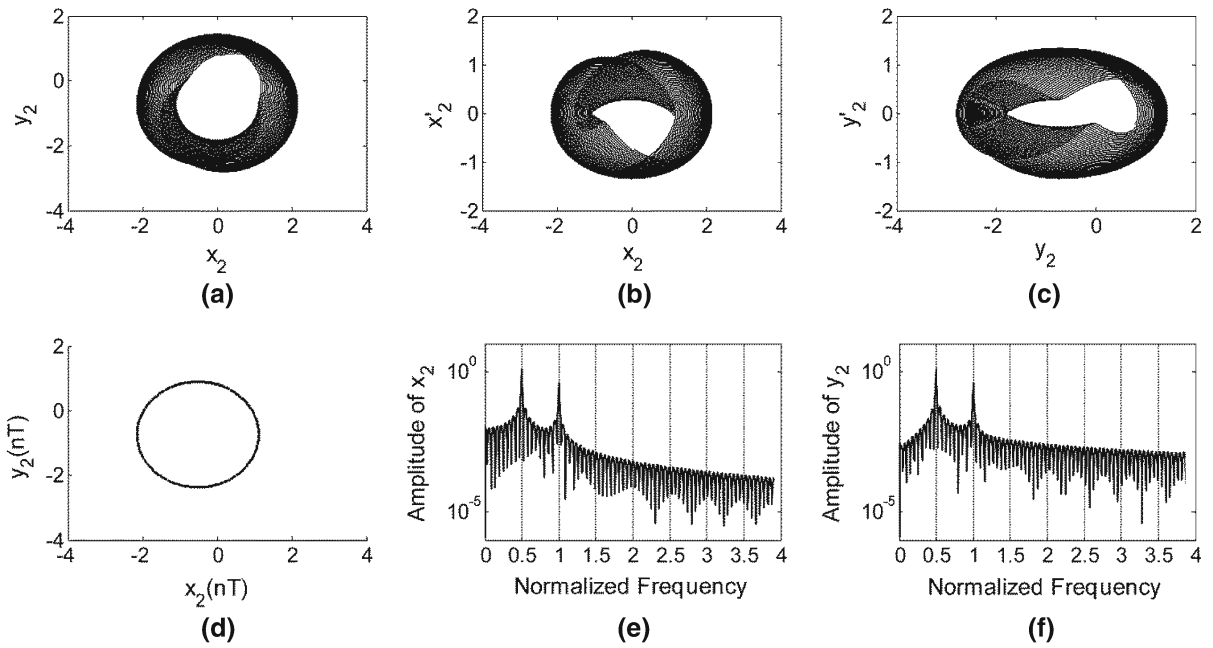 2
0
-2
-4
y2
-4 -2 0 2 4
x2
(a)
2
1
0
-1
-2
x'2
-4 -2 0 2 4
x2
(b)
2
1
0
-1
-2
y'2
-4 -2 0 2
y2
(c)
2
0
-2
-4
y2(nT)
-4 -2 0 2 4
x2(nT)
(d)
10^0
10^-5
Amplitude of x2
0 0.5 1 1.5 2 2.5 3 3.5 4
Normalized Frequency
(e)
10^0
10^-5
Amplitude of y2
0 0.5 1 1.5 2 2.5 3 3.5 4
Normalized Frequency
(f)